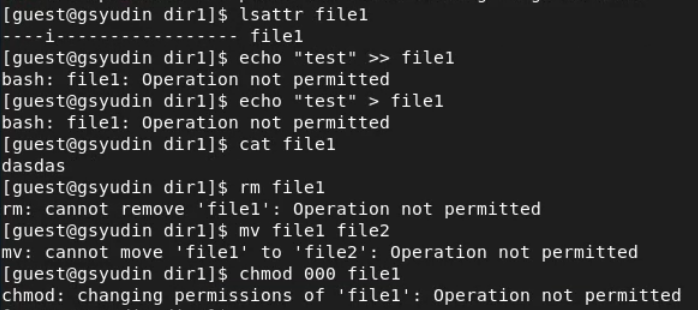 [guest@gsyudin dir1]$ lsattr file1
----i----------------- file1
[guest@gsyudin dir1]$ echo "test" >> file1
bash: file1: Operation not permitted
[guest@gsyudin dir1]$ echo "test" > file1
bash: file1: Operation not permitted
[guest@gsyudin dir1]$ cat file1
dasdas
[guest@gsyudin dir1]$ rm file1
rm: cannot remove 'file1': Operation not permitted
[guest@gsyudin dir1]$ mv file1 file2
mv: cannot move 'file1' to 'file2': Operation not permitted
[guest@gsyudin dir1]$ chmod 000 file1
chmod: changing permissions of 'file1': Operation not permitted